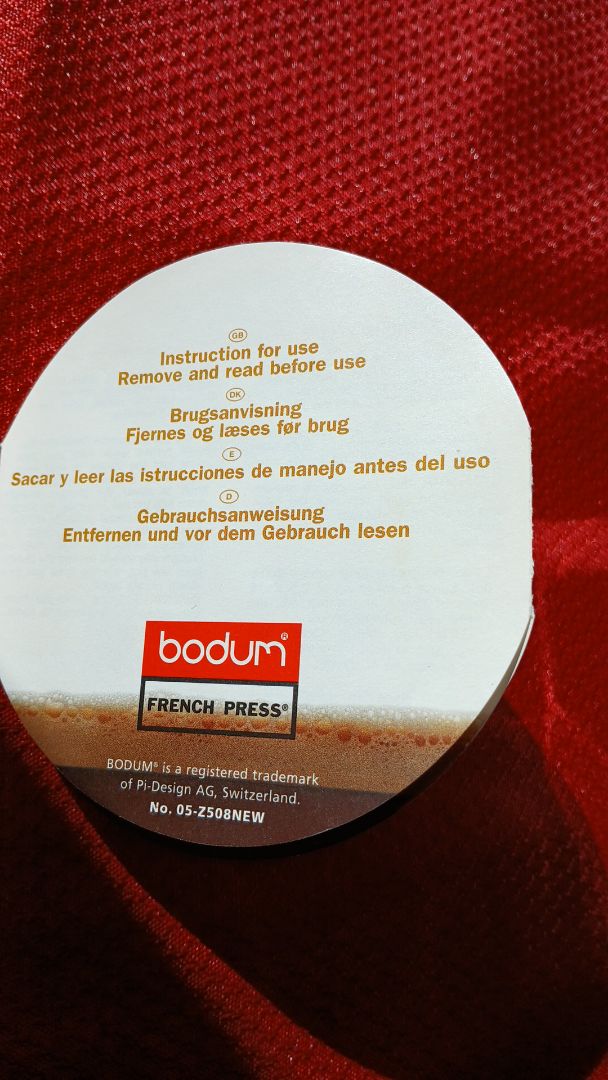 GB
Instruction for use
Remove and read before use
DK
Brugsanvisning
Fjernes og læses før brug
E
Sacar y leer las istrucciones de manejo antes del uso
D
Gebrauchsanweisung
Entfernen und vor dem Gebrauch lesen
bodum®
FRENCH PRESS®
BODUM® is a registered trademark
of Pi-Design AG, Switzerland.
No. 05-Z508NEW